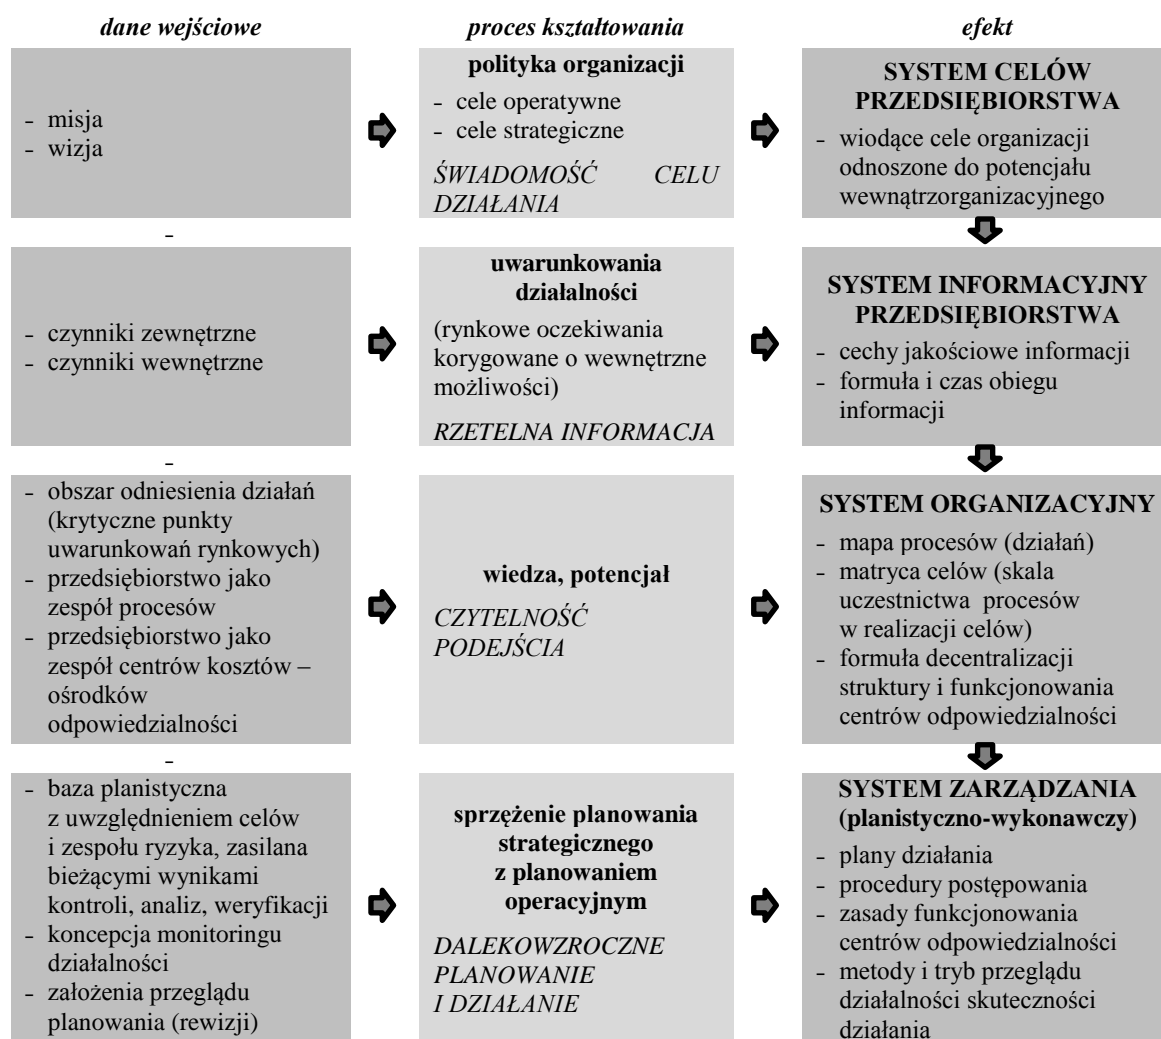 dane wejściowe
proces kształtowania
efekt
- misja
- wizja
polityka organizacji
- cele operatywne
- cele strategiczne
ŚWIADOMOŚĆ CELU
DZIAŁANIA
SYSTEM CELÓW
PRZEDSIĘBIORSTWA
- wiodące cele organizacji
odnoszone do potencjału
wewnątrzorganizacyjnego
-
- czynniki zewnętrzne
- czynniki wewnętrzne
uwarunkowania
działalności
(rynkowe oczekiwania
korygowane o wewnętrzne
możliwości)
RZETELNA INFORMACJA
SYSTEM INFORMACYJNY
PRZEDSIĘBIORSTWA
- cechy jakościowe informacji
- formuła i czas obiegu
informacji
-
- obszar odniesienia działań
(krytyczne punkty
uwarunkowań rynkowych)
- przedsiębiorstwo jako
zespół procesów
- przedsiębiorstwo jako
zespół centrów kosztów –
ośrodków
odpowiedzialności
wiedza, potencjał
CZYTELNOŚĆ
PODEJŚCIA
SYSTEM ORGANIZACYJNY
- mapa procesów (działań)
- matryca celów (skala
uczestnictwa procesów
w realizacji celów)
- formuła decentralizacji
struktury i funkcjonowania
centrów odpowiedzialności
-
- baza planistyczna
z uwzględnieniem celów
i zespołu ryzyka, zasilana
bieżącymi wynikami
kontroli, analiz, weryfikacji
- koncepcja monitoringu
działalności
- założenia przeglądu
planowania (rewizji)
sprzężenie planowania
strategicznego
z planowaniem
operacyjnym
DALEKOWZROCZNE
PLANOWANIE
I DZIAŁANIE
SYSTEM ZARZĄDZANIA
(planistyczno-wykonawczy)
- plany działania
- procedury postępowania
- zasady funkcjonowania
centrów odpowiedzialności
- metody i tryb przeglądu
działalności skuteczności
działania